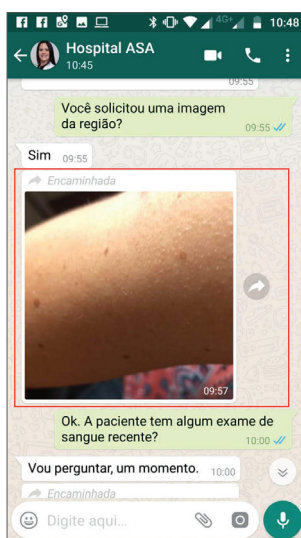 4G+ 10:48
Hospital ASA
10:45
09:55
Você solicitou uma imagem
da região?
09:55
Sim 09:55
Encaminhada
09:57
Ok. A paciente tem algum exame de
sangue recente?
10:00
Vou perguntar, um momento. 10:00
Encaminhada
Digite aqui...